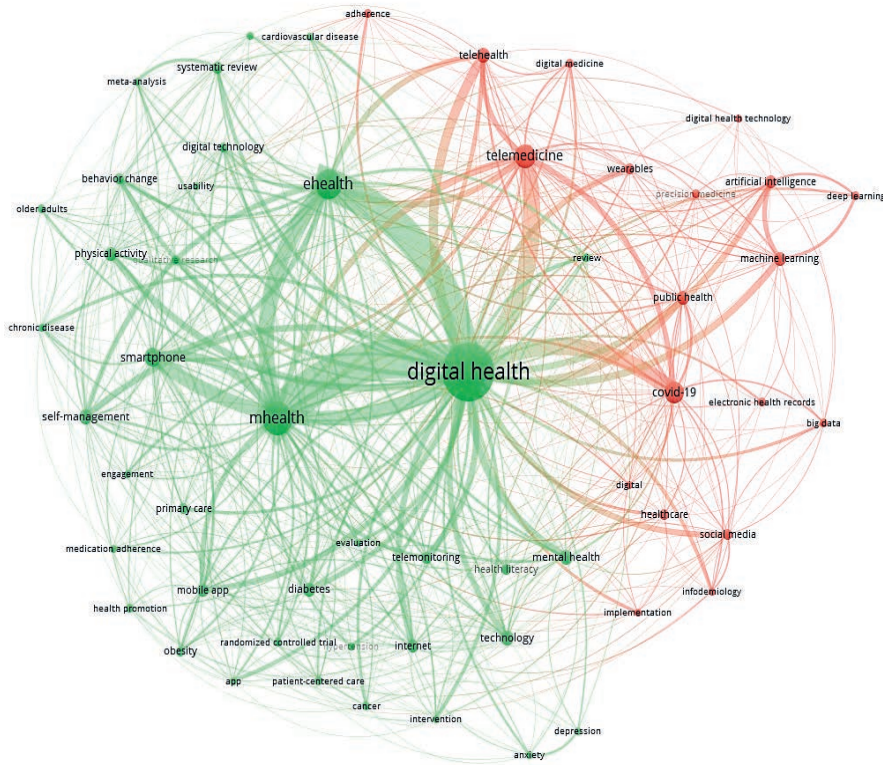 adherence
cardiovascular disease
telehealth
digital medicine
systematic review
meta-analysis
digital health technology
digital technology
telemedicine
wearables
behavior change
usability
ehealth
artificial intelligence
precision medicine
deep learning
older adults
physical activity
qualitative research
review
machine learning
public health
chronic disease
smartphone
digital health
covid-19
electronic health records
self-management
mhealth
big data
engagement
digital
primary care
healthcare
social media
medication adherence
evaluation
telemonitoring
mental health
health literacy
mobile app
diabetes
infodemiology
health promotion
implementation
obesity
randomized controlled trial
hypertension
internet
technology
app
patient-centered care
cancer
intervention
depression
anxiety